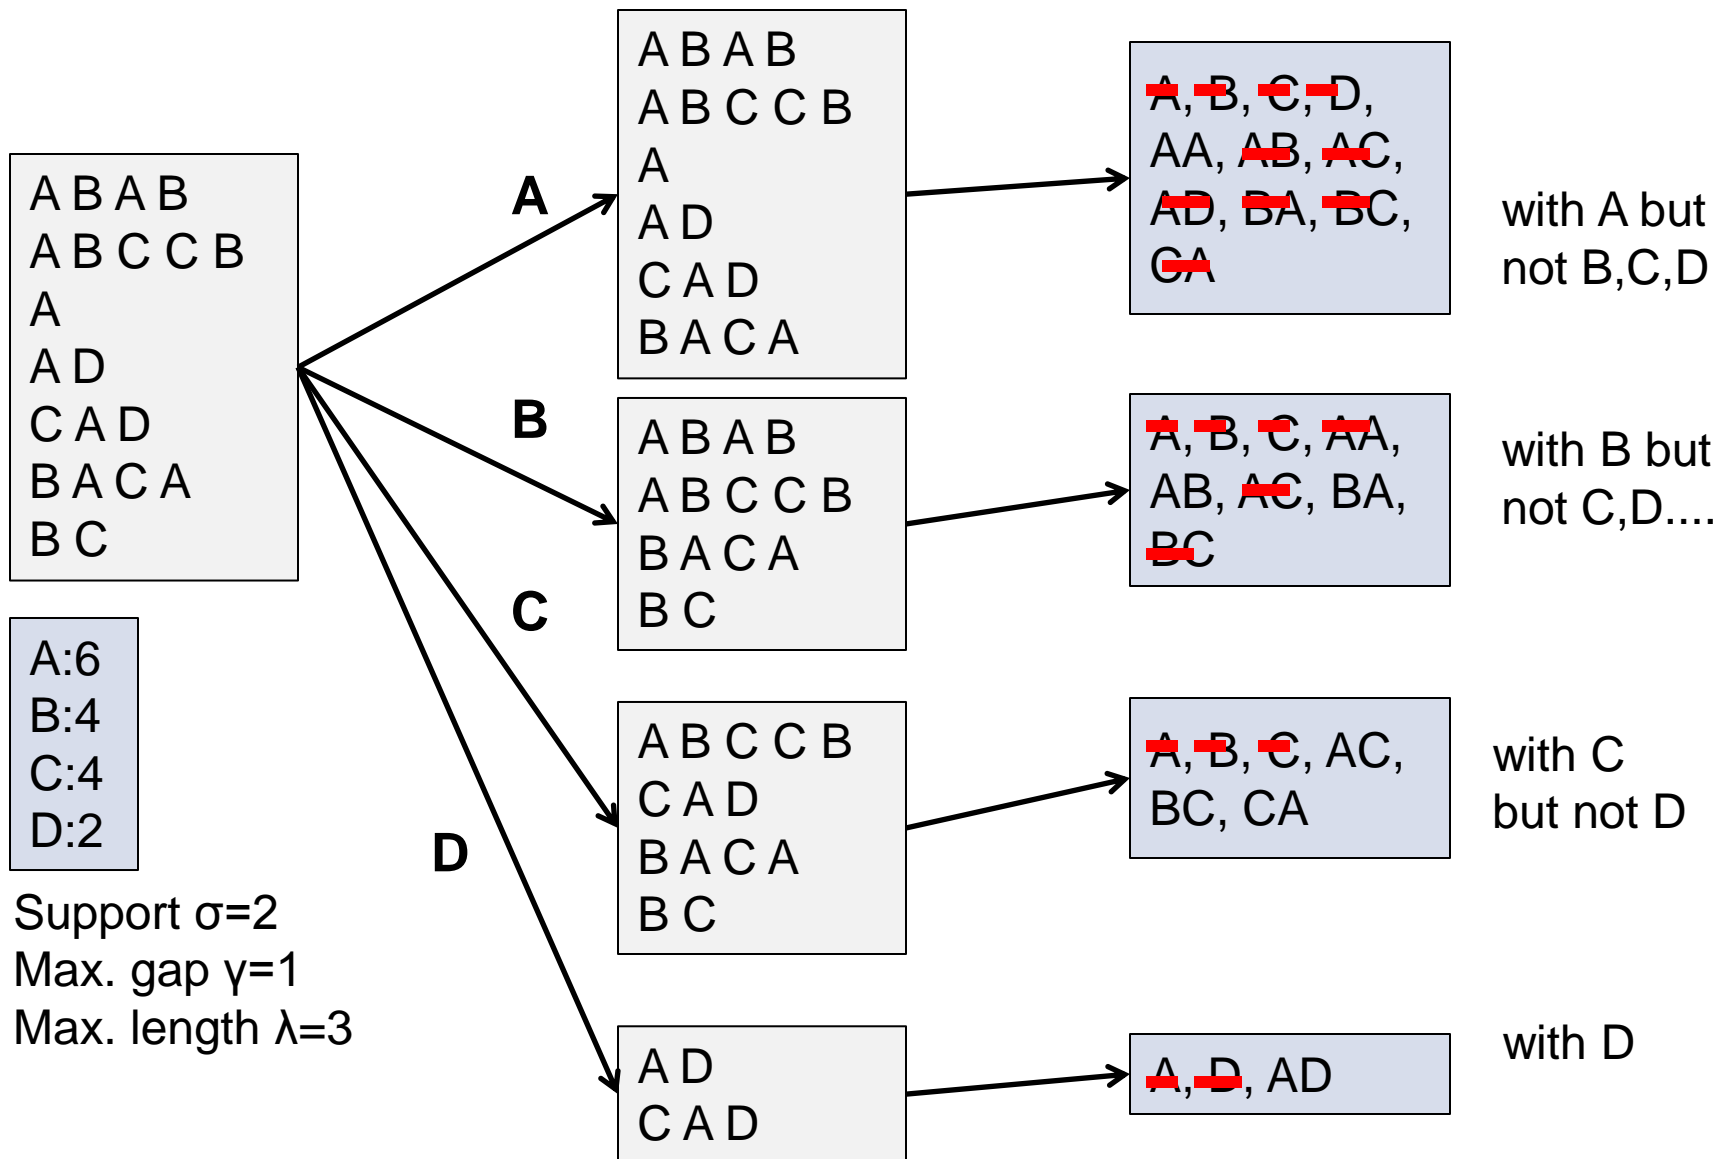 A B A B
A B C C B
A
A D
C A D
B A C A
B C
A:6
B:4
C:4
D:2
Support σ=2
Max. gap γ=1
Max. length λ=3
A
B
C
D
A B A B
A B C C B
A
A D
C A D
B A C A
A B A B
A B C C B
B A C A
B C
A B C C B
C A D
B A C A
B C
A D
C A D
A, B, C, D,
AA, AB, AC,
AD, BA, BC,
CA
A, B, C, AA,
AB, AC, BA,
BC
A, B, C, AC,
BC, CA
A, D, AD
with A but
not B,C,D
with B but
not C,D....
with C
but not D
with D